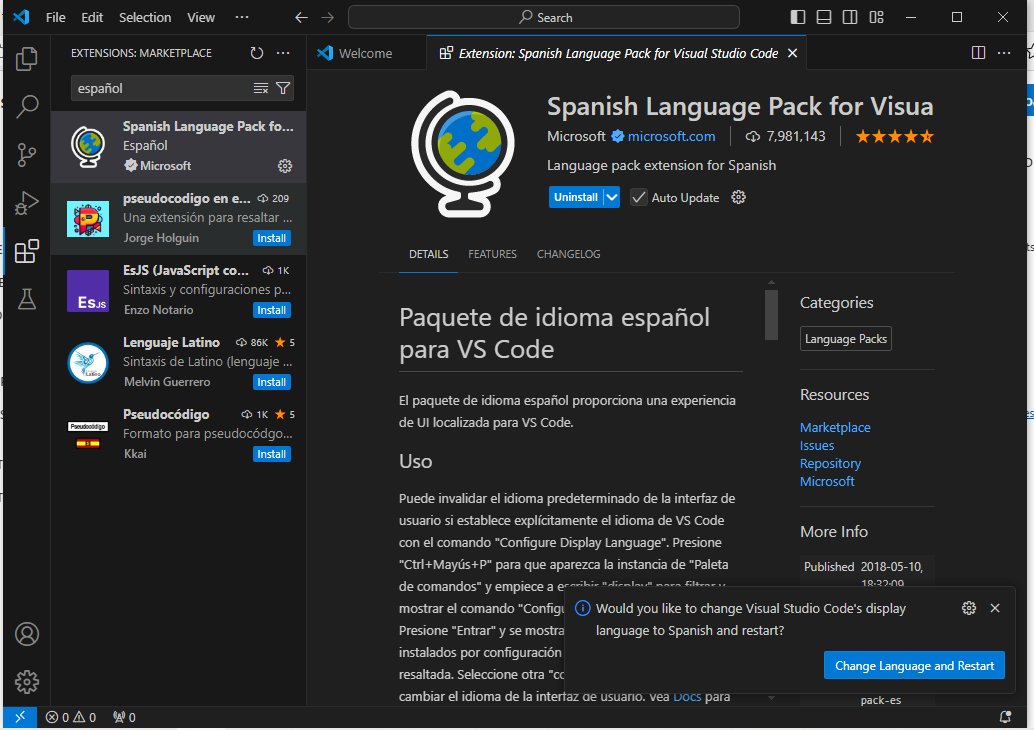 File Edit Selection View ··· Search
EXTENSIONS: MARKETPLACE
Welcome
Extension: Spanish Language Pack for Visual Studio Code
español
Spanish Language Pack fo...
Español
Microsoft
pseudocodigo en e... 209
Una extensión para resaltar ...
Jorge Holguin Install
EsJS (JavaScript co... 1K
Sintaxis y configuraciones p...
Enzo Notario Install
EsJS
Lenguaje Latino 86K 5
Sintaxis de Latino (lenguaje ...
Melvin Guerrero Install
Pseudocódigo 1K 5
Formato para pseudocódgo...
Kkai Install
Pseudocódigo
Spanish Language Pack for Visua
Microsoft microsoft.com 7,981,143
Language pack extension for Spanish
Uninstall Auto Update
DETAILS FEATURES CHANGELOG
Paquete de idioma español
para VS Code
El paquete de idioma español proporciona una experiencia
de UI localizada para VS Code.
Uso
Puede invalidar el idioma predeterminado de la interfaz de
usuario si establece explícitamente el idioma de VS Code
con el comando "Configure Display Language". Presione
"Ctrl+Mayús+P" para que aparezca la instancia de "Paleta
de comandos" y empiece a escribir "display" para filtrar y
mostrar el comando "Configu
Presione "Entrar" y se mostra
instalados por configuración
resaltada. Seleccione otra "co
cambiar el idioma de la interfaz de usuario. Vea Docs para
Categories
Language Packs
Resources
Marketplace
Issues
Repository
Microsoft
More Info
Published 2018-05-10,
18:32:09
Would you like to change Visual Studio Code's display
language to Spanish and restart?
Change Language and Restart
pack-es
0 0 0